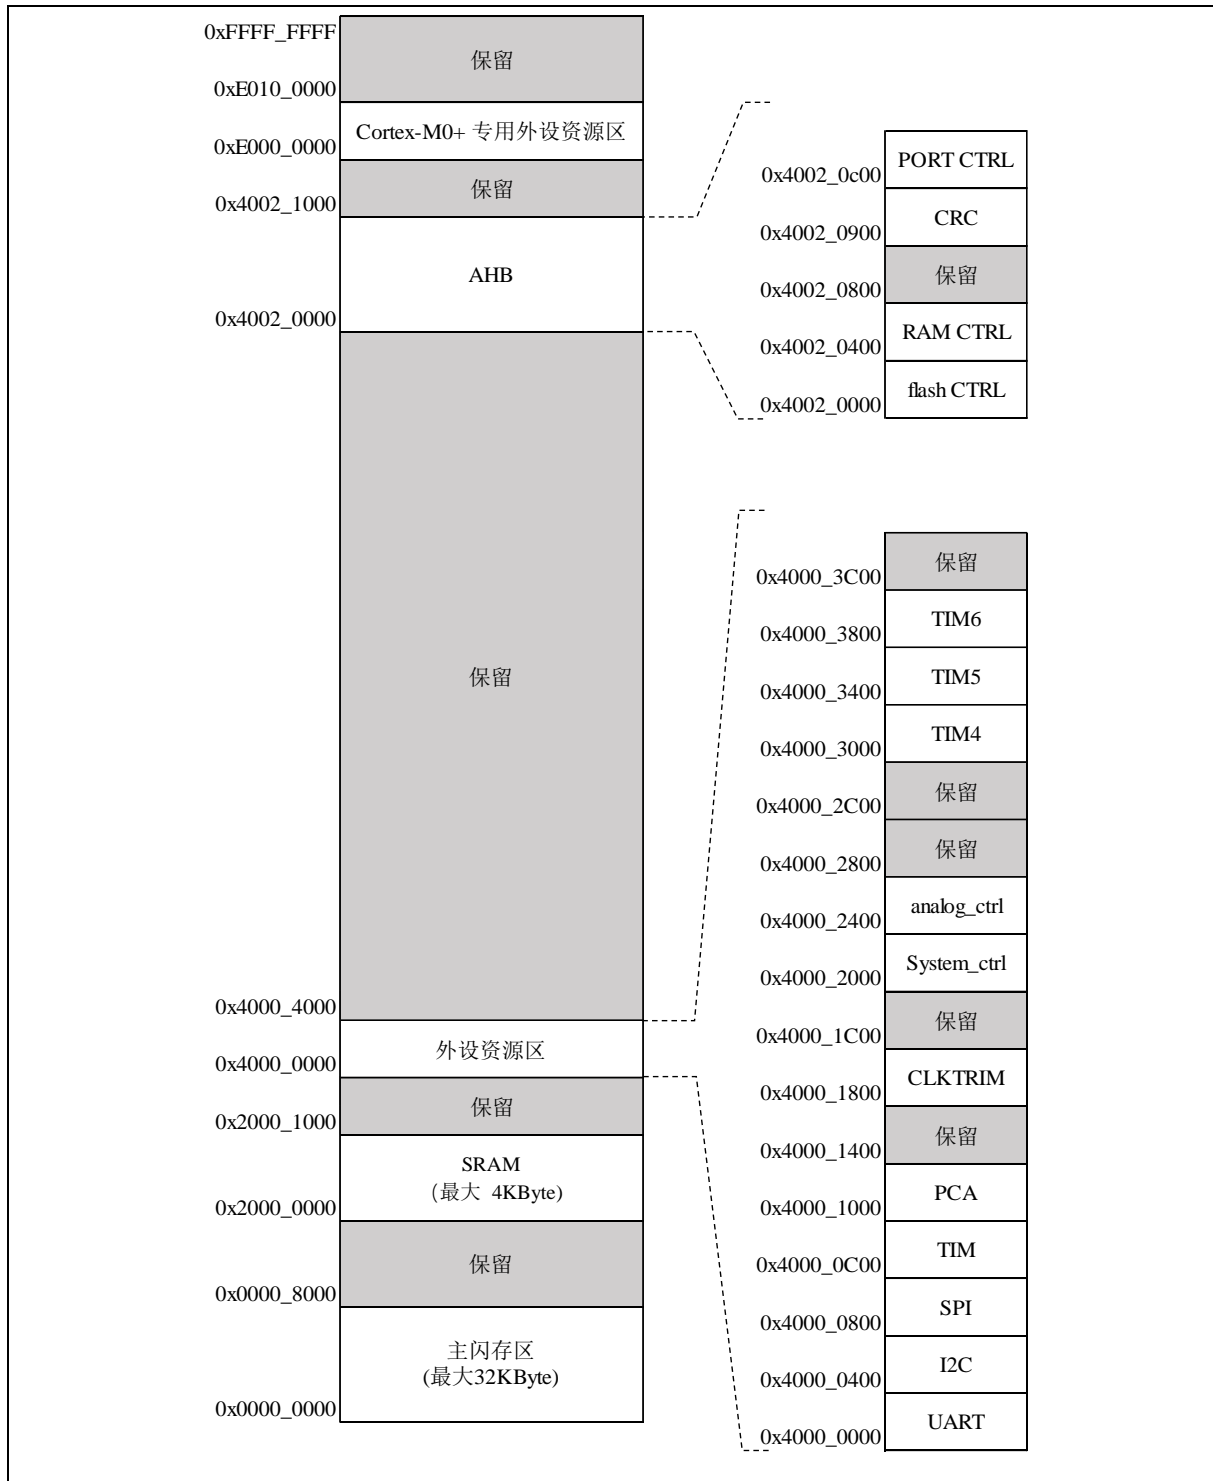 0xFFFF_FFFF
保留
0xE010_0000
Cortex-M0+ 专用外设资源区
0xE000_0000
保留
0x4002_1000
AHB
0x4002_0000
保留
0x4000_4000
外设资源区
0x4000_0000
保留
0x2000_1000
SRAM
(最大 4KByte)
0x2000_0000
保留
0x0000_8000
主闪存区
(最大32KByte)
0x0000_0000
PORT CTRL
0x4002_0c00
CRC
0x4002_0900
保留
0x4002_0800
RAM CTRL
0x4002_0400
flash CTRL
0x4002_0000
保留
0x4000_3C00
TIM6
0x4000_3800
TIM5
0x4000_3400
TIM4
0x4000_3000
保留
0x4000_2C00
保留
0x4000_2800
analog_ctrl
0x4000_2400
System_ctrl
0x4000_2000
保留
0x4000_1C00
CLKTRIM
0x4000_1800
保留
0x4000_1400
PCA
0x4000_1000
TIM
0x4000_0C00
SPI
0x4000_0800
I2C
0x4000_0400
UART
0x4000_0000